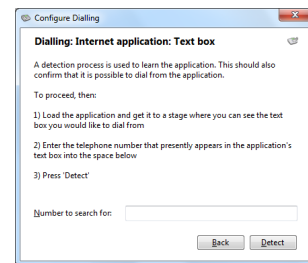 Configure Dialling
Dialling: Internet application: Text box
A detection process is used to learn the application. This should also
confirm that it is possible to dial from the application.
To proceed, then:
1) Load the application and get it to a stage where you can see the text
box you would like to dial from
2) Enter the telephone number that presently appears in the application's
text box into the space below
3) Press 'Detect'
Number to search for:
Back Detect